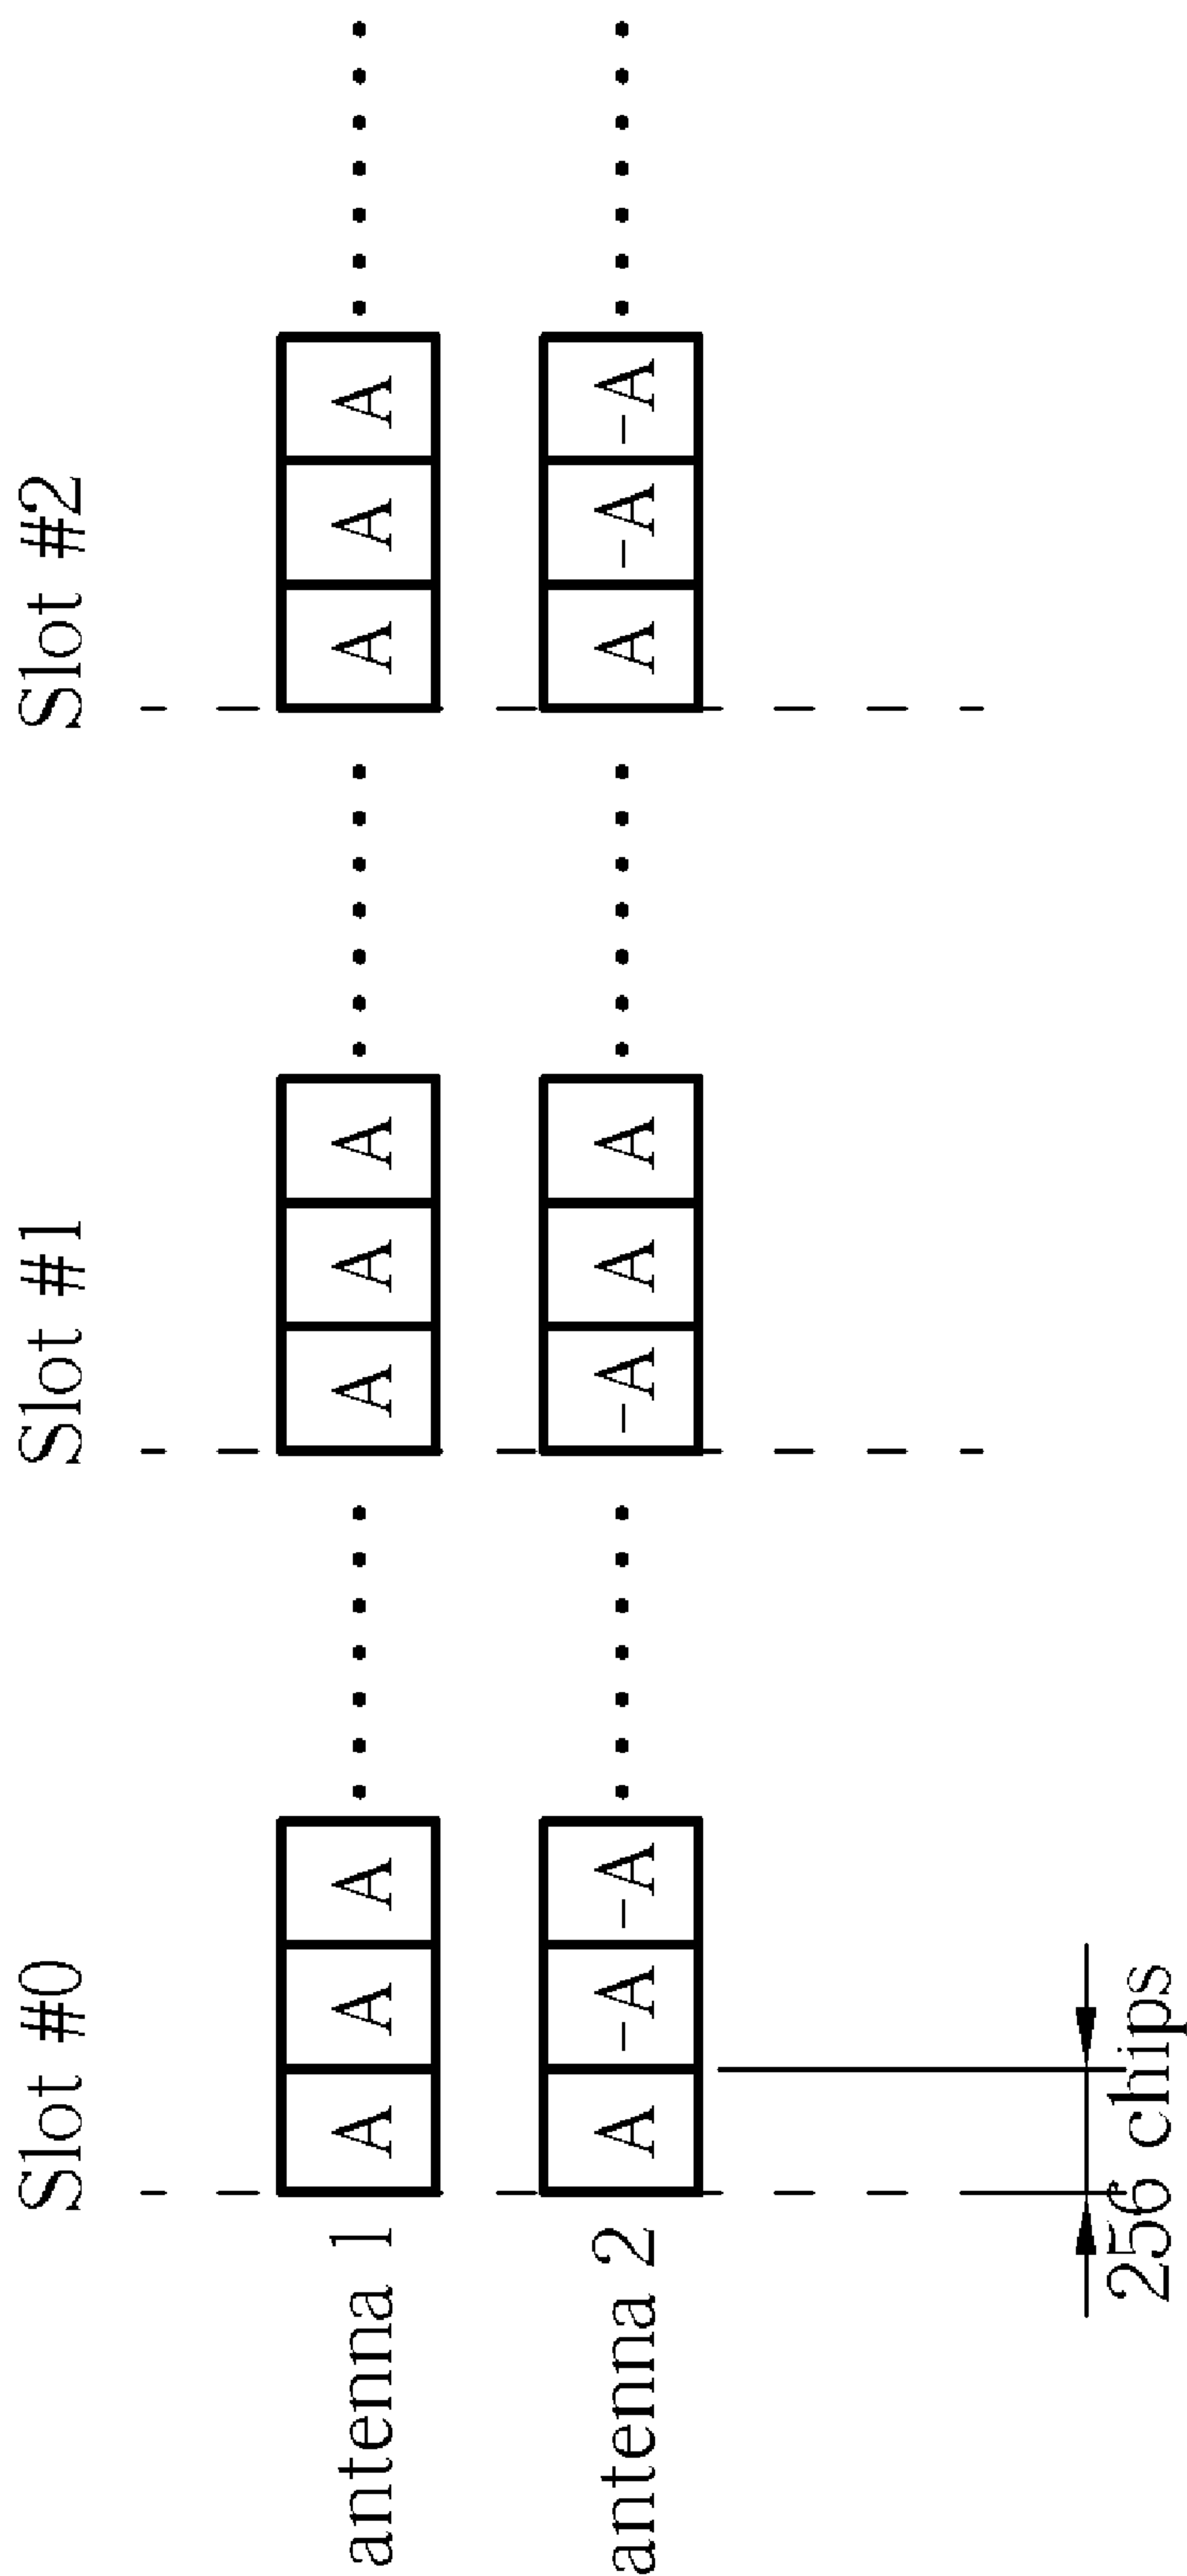 Slot #0 Slot #1 Slot #2
antenna 1 A A A A A A A A A
antenna 2 A -A -A -A A A A -A -A
256 chips